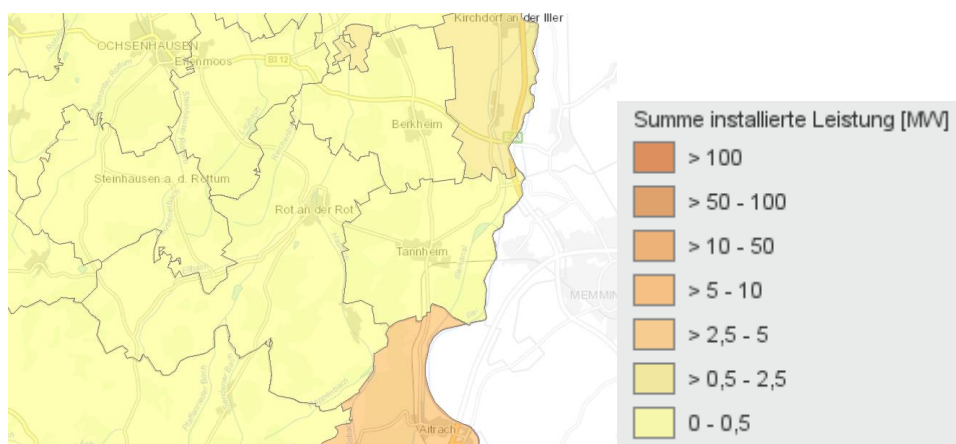 Kirchdorf an der Iller
OCHSENHAUSEN
Erlenmoos
B312
Berkheim
Steinhausen a. d. Rottum
Rot an der Rot
Tannheim
MEMMIN
Aitrach
Summe installierte Leistung [MW]
> 100
> 50 - 100
> 10 - 50
> 5 - 10
> 2,5 - 5
> 0,5 - 2,5
0 - 0,5